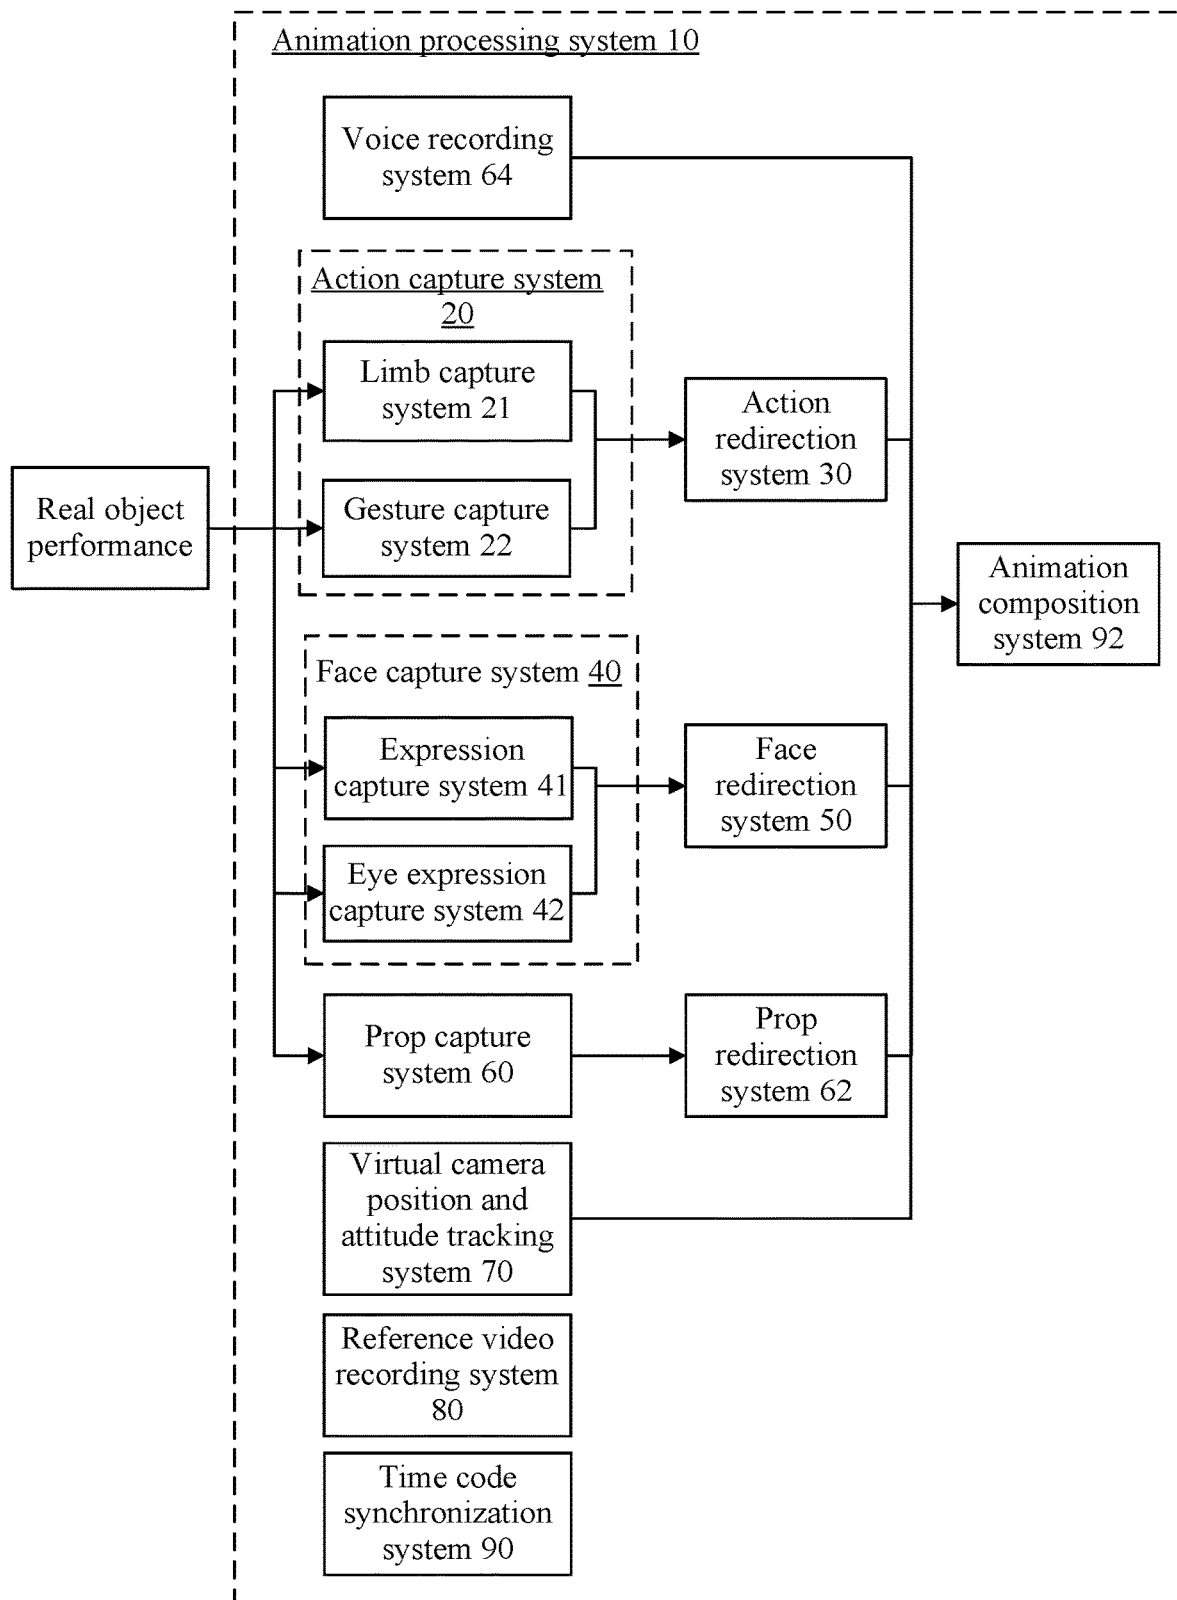 Animation processing system 10
Voice recording
system 64
Action capture system
20
Limb capture
system 21
Gesture capture
system 22
Action
redirection
system 30
Real object
performance
Animation
composition
system 92
Face capture system 40
Expression
capture system 41
Eye expression
capture system 42
Face
redirection
system 50
Prop capture
system 60
Prop
redirection
system 62
Virtual camera
position and
attitude tracking
system 70
Reference video
recording system
80
Time code
synchronization
system 90